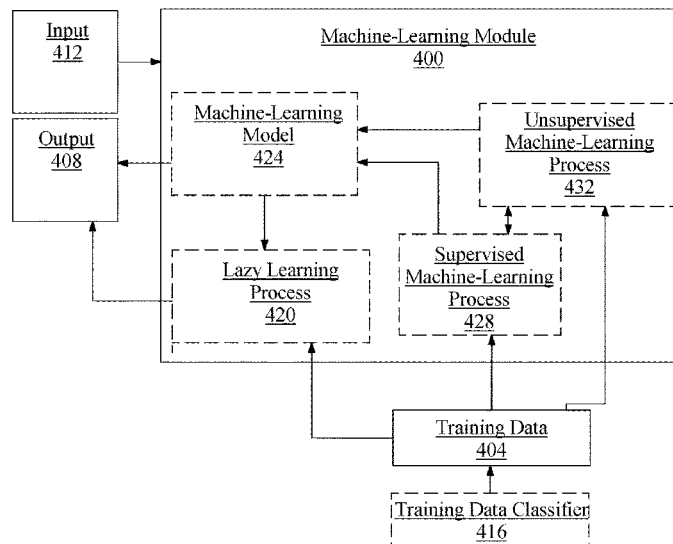 Input
412
Output
408
Machine-Learning Module
400
Machine-Learning
Model
424
Unsupervised
Machine-Learning
Process
432
Lazy Learning
Process
420
Supervised
Machine-Learning
Process
428
Training Data
404
Training Data Classifier
416